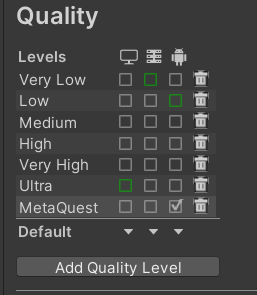 Quality
Levels
Very Low
Low
Medium
High
Very High
Ultra
MetaQuest
Default
Add Quality Level